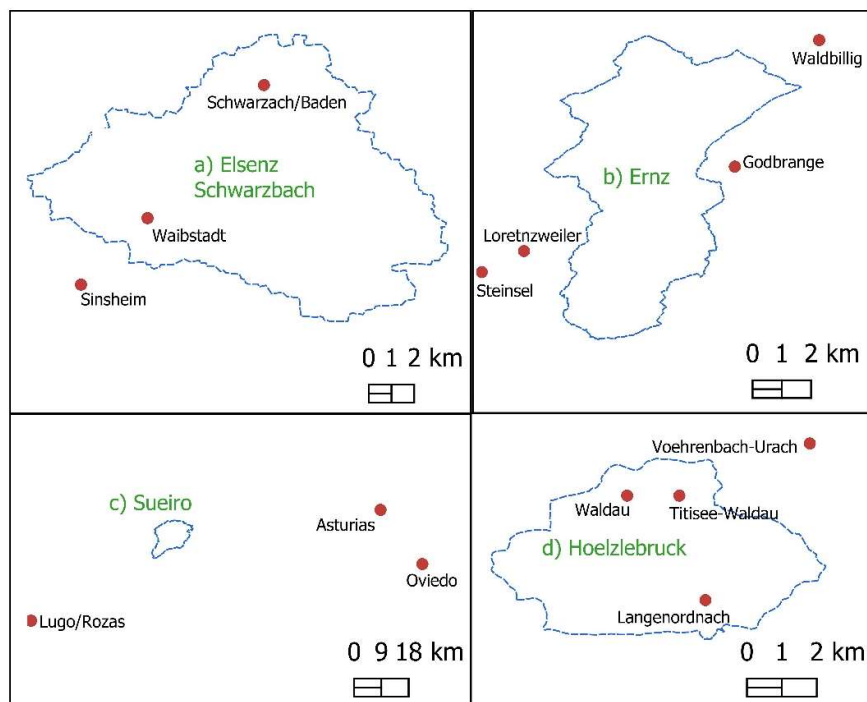 Schwarzach/Baden
a) Elsenz
Schwarzbach
Waibstadt
Sinsheim
0 1 2 km
Waldbillig
Godbrange
b) Ernz
Loretnzweiler
Steinsel
0 1 2 km
c) Sueiro
Asturias
Oviedo
Lugo/Rozas
0 9 18 km
Voehrenbach-Urach
Waldau
Titisee-Waldau
d) Hoelzlebruck
Langenordnach
0 1 2 km